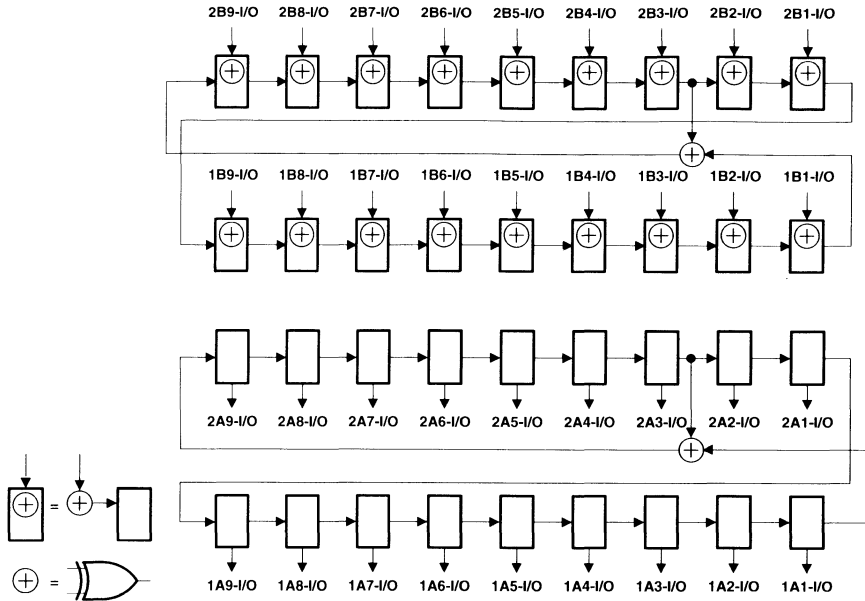 2B9-I/O 2B8-I/O 2B7-I/O 2B6-I/O 2B5-I/O 2B4-I/O 2B3-I/O 2B2-I/O 2B1-I/O
1B9-I/O 1B8-I/O 1B7-I/O 1B6-I/O 1B5-I/O 1B4-I/O 1B3-I/O 1B2-I/O 1B1-I/O
2A9-I/O 2A8-I/O 2A7-I/O 2A6-I/O 2A5-I/O 2A4-I/O 2A3-I/O 2A2-I/O 2A1-I/O
=
=
1A9-I/O 1A8-I/O 1A7-I/O 1A6-I/O 1A5-I/O 1A4-I/O 1A3-I/O 1A2-I/O 1A1-I/O